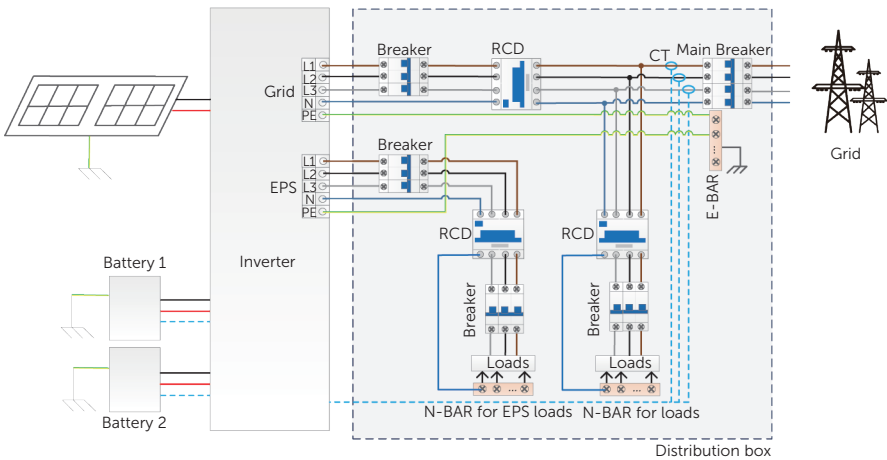 Breaker
RCD
CT
Main Breaker
L1
L2
L3
N
PE
Grid
Grid
Breaker
L1
L2
L3
N
PE
EPS
E-BAR
RCD
RCD
Inverter
Battery 1
Breaker
Breaker
Loads
Loads
...
...
...
N-BAR for EPS loads
N-BAR for loads
Battery 2
Distribution box